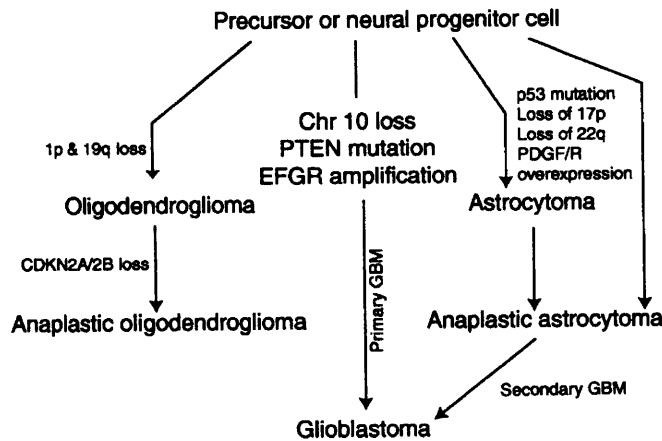 Precursor or neural progenitor cell
1p & 19q loss
Oligodendroglioma
CDKN2A/2B loss
Anaplastic oligodendroglioma
Chr 10 loss
PTEN mutation
EFGR amplification
Primary GBM
p53 mutation
Loss of 17p
Loss of 22q
PDGF/R
overexpression
Astrocytoma
Anaplastic astrocytoma
Secondary GBM
Glioblastoma